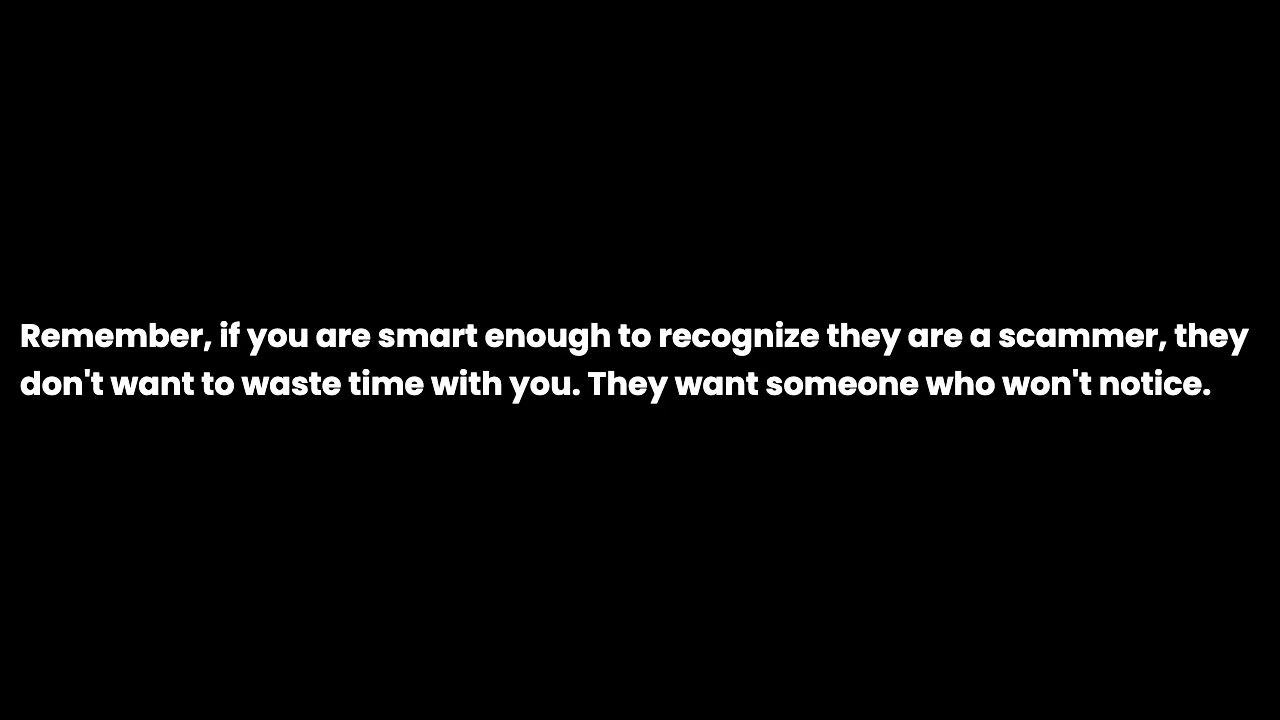 Remember, if you are smart enough to recognize they are a scammer, they
don't want to waste time with you. They want someone who won't notice.